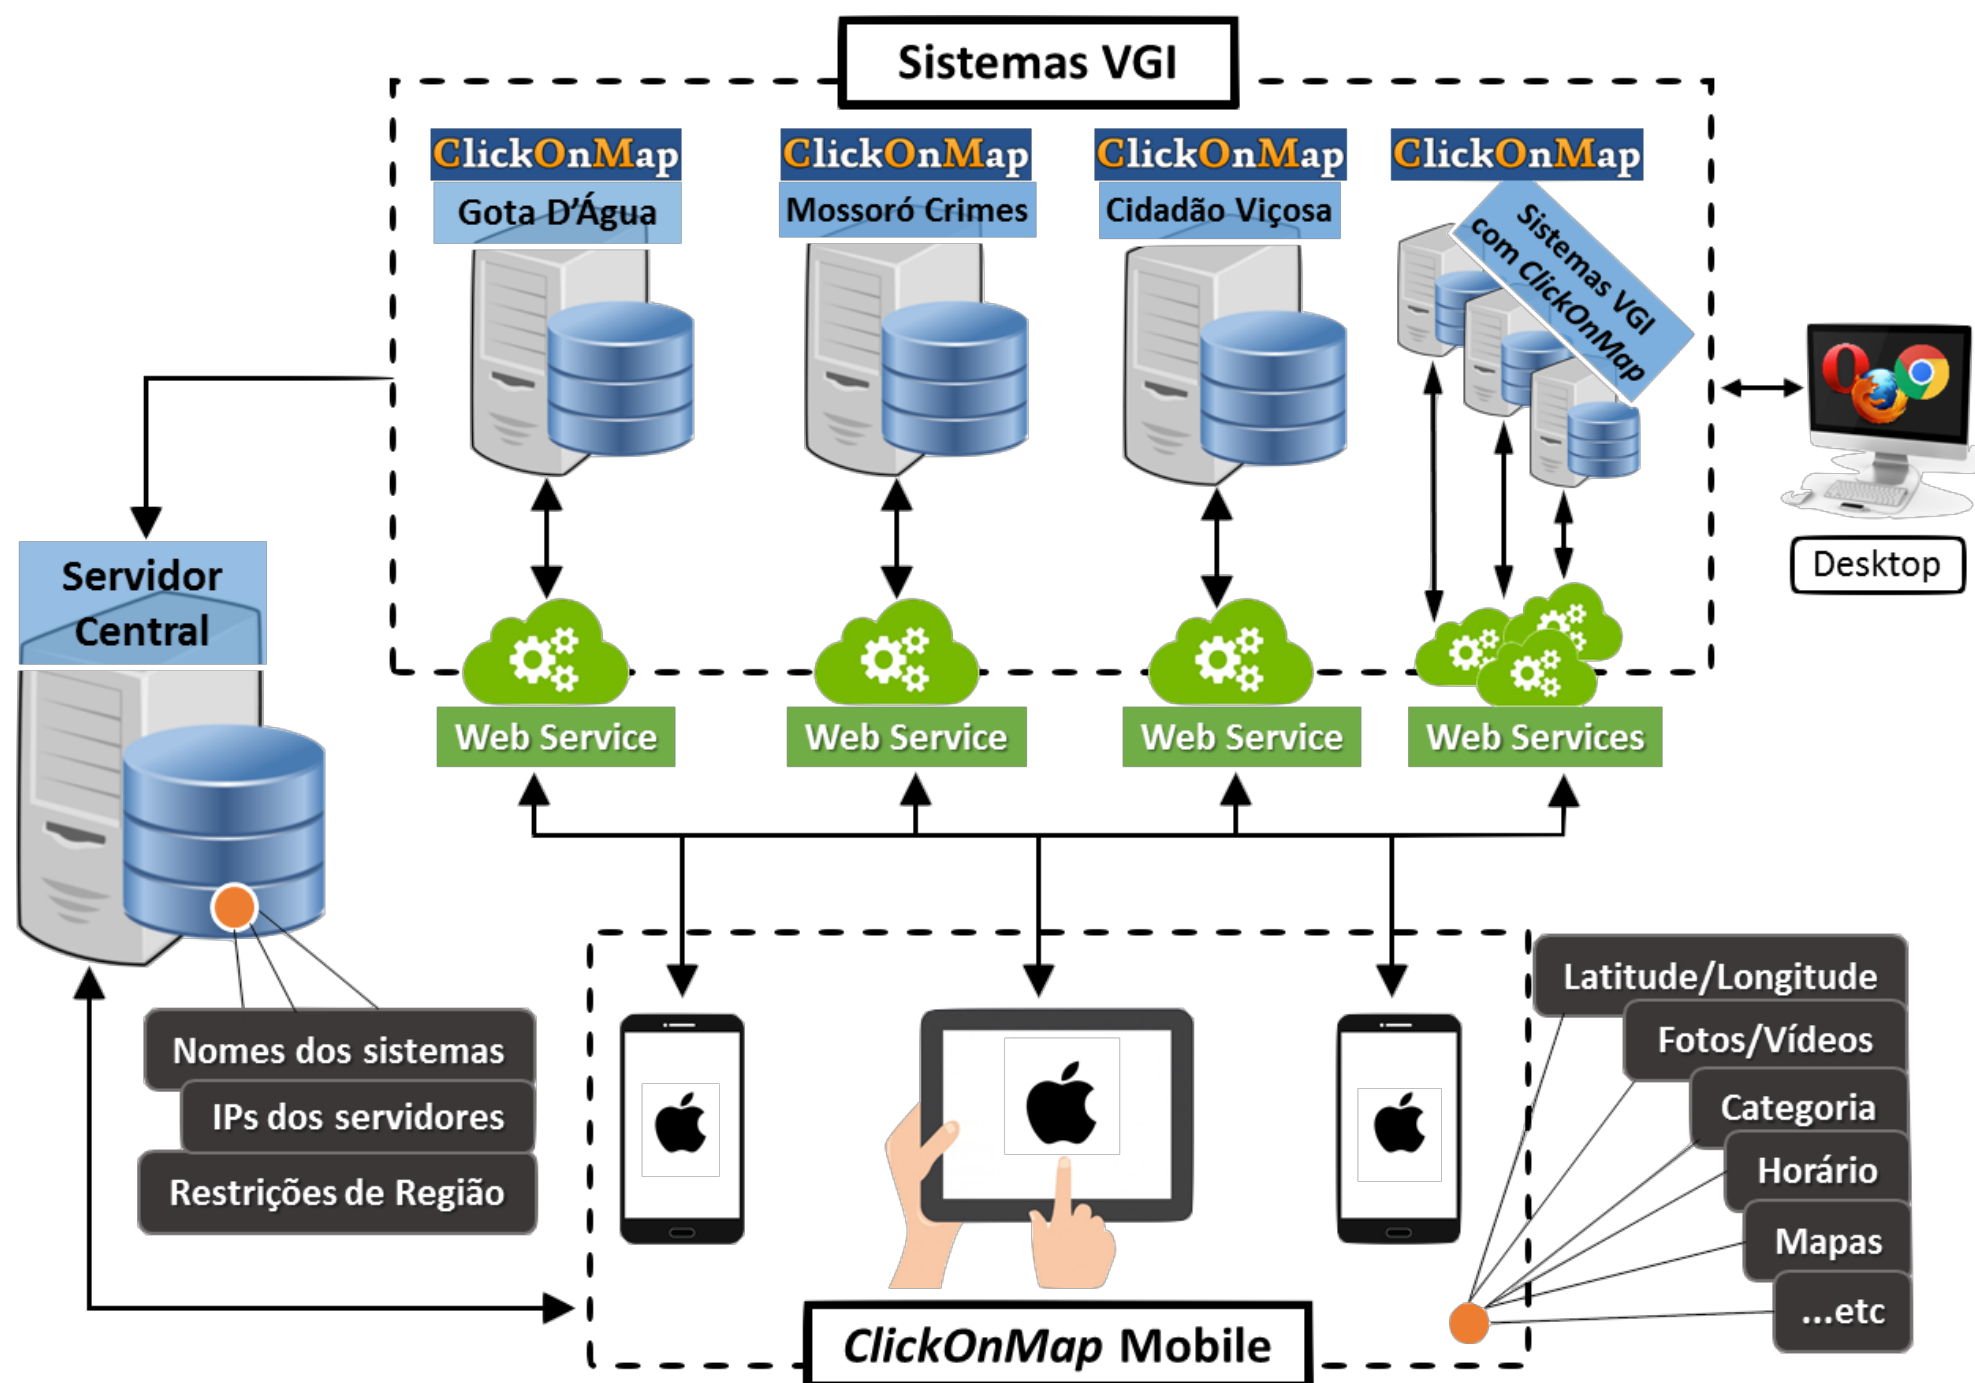 Sistemas VGI
ClickOnMap
Gota D'Água
ClickOnMap
Mossoró Crimes
ClickOnMap
Cidadão Viçosa
ClickOnMap
Sistemas VGI
com ClickOnMap
Desktop
Servidor
Central
Web Service
Web Service
Web Service
Web Services
Nomes dos sistemas
IPs dos servidores
Restrições de Região
Latitude/Longitude
Fotos/Vídeos
Categoria
Horário
Mapas
...etc
ClickOnMap Mobile